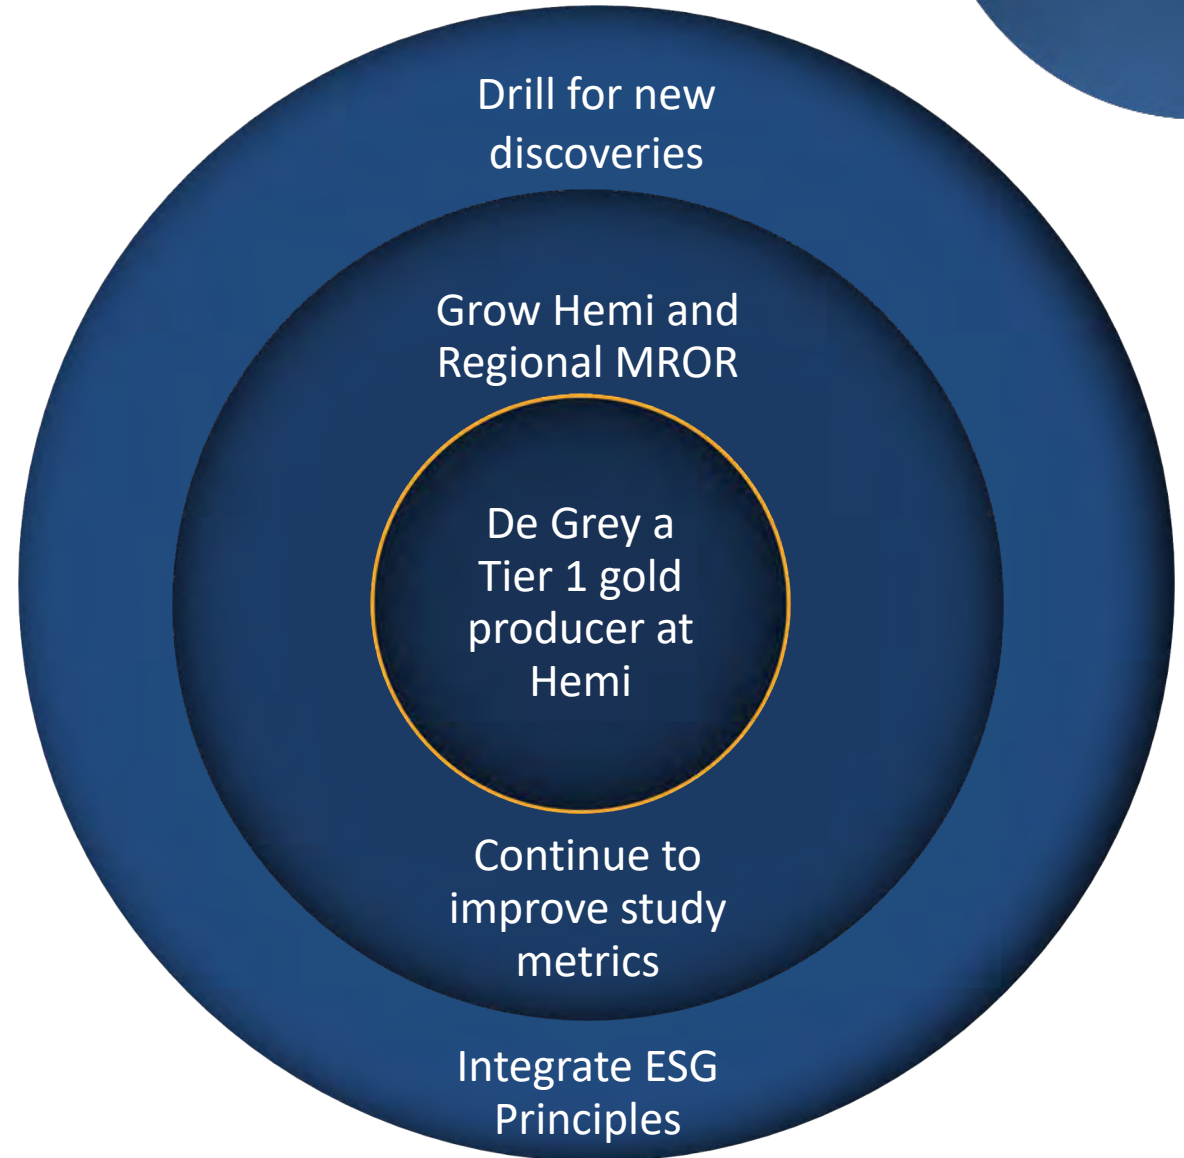 Drill for new
discoveries
Grow Hemi and
Regional MROR
De Grey a
Tier 1 gold
producer at
Hemi
Continue to
improve study
metrics
Integrate ESG
Principles